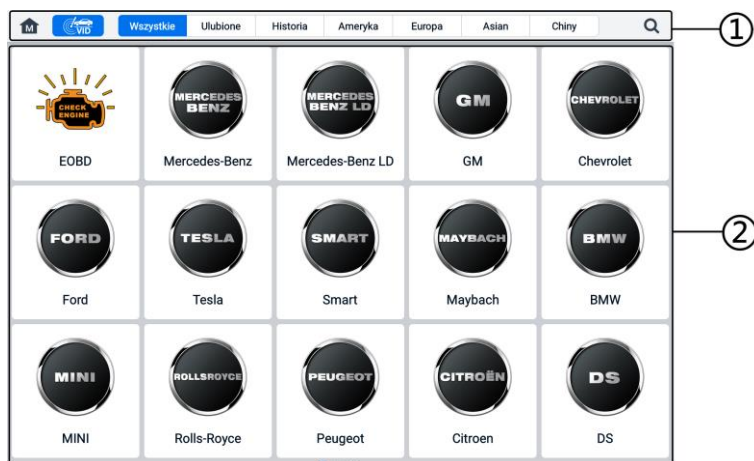 M VID Wszystkie Ulubione Historia Ameryka Europa Asian Chiny
①
CHECK
ENGINE
EOBD
MERCEDES
BENZ
Mercedes-Benz
MERCEDES
BENZ LD
Mercedes-Benz LD
GM
GM
CHEVROLET
Chevrolet
FORD
Ford
TESLA
Tesla
SMART
Smart
MAYBACH
Maybach
BMW
BMW
②
MINI
MINI
ROLLSROYCE
Rolls-Royce
PEUGEOT
Peugeot
CITROËN
Citroen
DS
DS